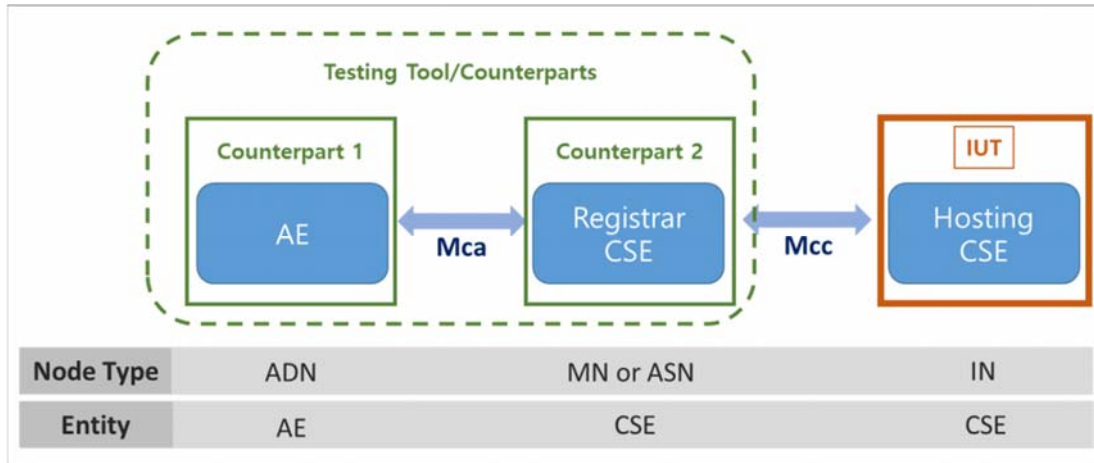 Testing Tool/Counterparts
Counterpart 1
Counterpart 2
IUT
AE
Mca
Registrar
CSE
Mcc
Hosting
CSE
Node Type ADN MN or ASN IN
Entity AE CSE CSE